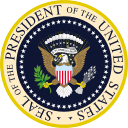 SEAL OF THE PRESIDENT OF THE UNITED STATES